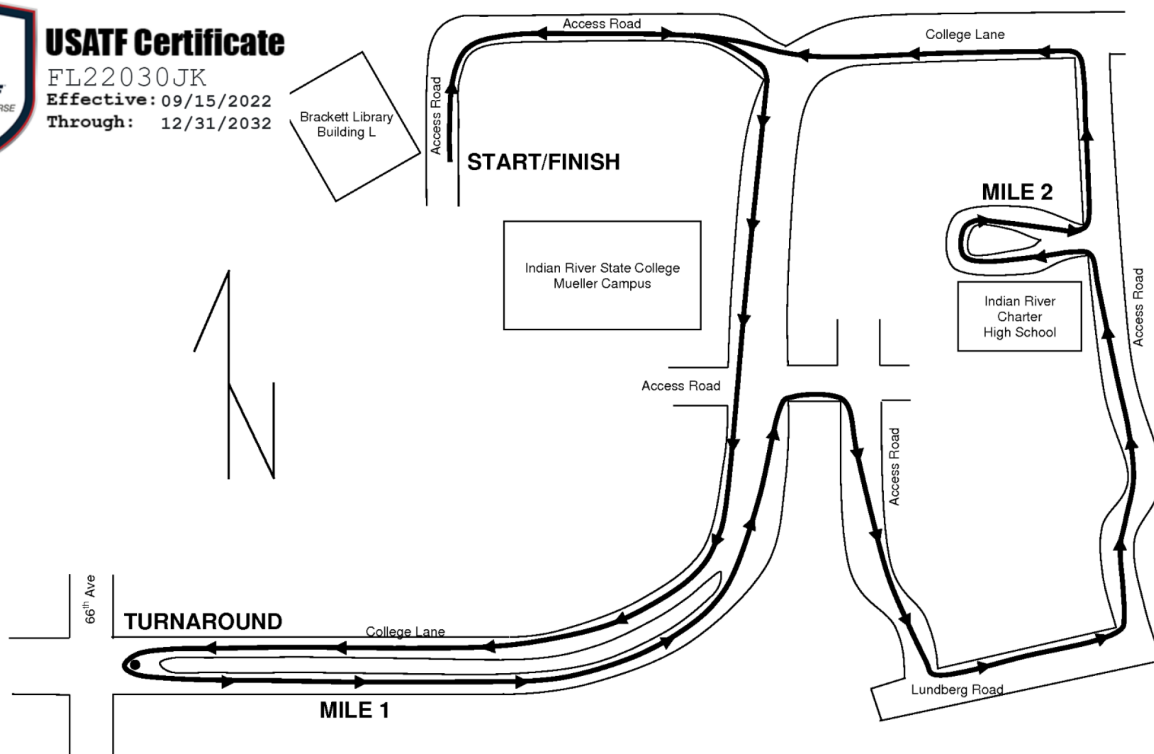 USATF Certificate
FL22030JK
Effective: 09/15/2022
Through: 12/31/2032
Access Road
College Lane
Brackett Library
Building L
Access Road
START/FINISH
MILE 2
Indian River State College
Mueller Campus
Indian River
Charter
High School
Access Road
Access Road
Access Road
66th Ave
TURNAROUND
College Lane
Lundberg Road
MILE 1